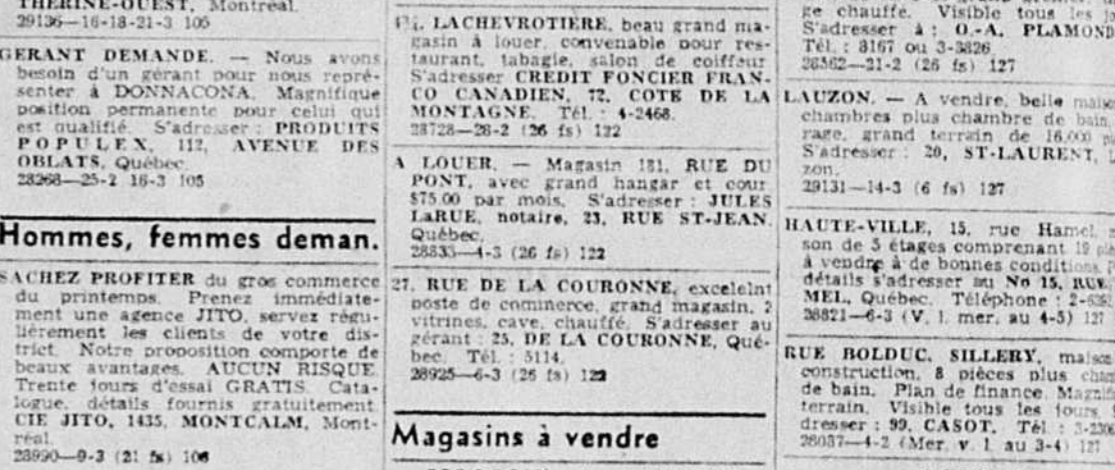 THERINE-OUEST, Montréal.
29136—16-18-21-3 105
GERANT DEMANDE. — Nous avons
besoin d'un gérant pour nous repré-
senter à DONNACONA. Magnifique
position permanente pour celui qui
est qualifié. S'adresser : PRODUITS
POPULEX, 112, AVENUE DES
OBLATS, Québec.
28268—25-2 16-3 105
Hommes, femmes deman.
SACHEZ PROFITER du gros commerce
du printemps. Prenez immédiate-
ment une agence JITO, servez régu-
lièrement les clients de votre dis-
trict. Notre proposition comporte de
beaux avantages. AUCUN RISQUE.
Trente jours d'essai GRATIS. Cata-
logue, détails fournis gratuitement.
CIE JITO, 1435, MONTCALM, Mont-
réal.
28990—9-3 (21 fs) 106
LACHEVROTIERE, beau grand ma-
gasin à louer, convenable pour res-
taurant, tabagie, salon de coiffeur
S'adresser CREDIT FONCIER FRAN-
CO CANADIEN, 72, COTE DE LA
MONTAGNE. Tél. : 4-2468.
28728—28-2 (26 fs) 122
A LOUER. — Magasin 181, RUE DU
PONT, avec grand hangar et cour,
$75.00 par mois. S'adresser : JULES
LaRUE, notaire, 23, RUE ST-JEAN,
Québec.
28833—4-3 (26 fs) 122
27, RUE DE LA COURONNE, excelelnt
poste de commerce, grand magasin, 2
vitrines, cave, chauffé. S'adresser au
gérant : 25, DE LA COURONNE, Qué-
bec. Tél. : 5114.
28925—6-3 (26 fs) 122
Magasins à vendre
ge chauffé. Visible tous les
S'adresser à : O.-A. PLAMOND
Tél. : 8167 ou 3-3826.
28562—21-2 (26 fs) 127
LAUZON. — A vendre, belle
chambres plus chambre de bain,
rage, grand terrain de 16,000
S'adresser : 20, ST-LAURENT,
zon.
29131—14-3 (6 fs) 127
HAUTE-VILLE, 15, rue Hamel,
son de 5 étages comprenant 19
à vendre à de bonnes conditions.
détails s'adresser au No 15, RUE
MEL, Québec. Téléphone :
28821—6-3 (V. l. mer. au 4-5) 127
RUE BOLDUC, SILLERY, maison
construction, 8 pièces plus
de bain. Plan de finance.
terrain. Visible tous les jours
dresser : 99, CASOT. Tél. :
28037—4-2 (Mer. v. l. au 3-4) 127